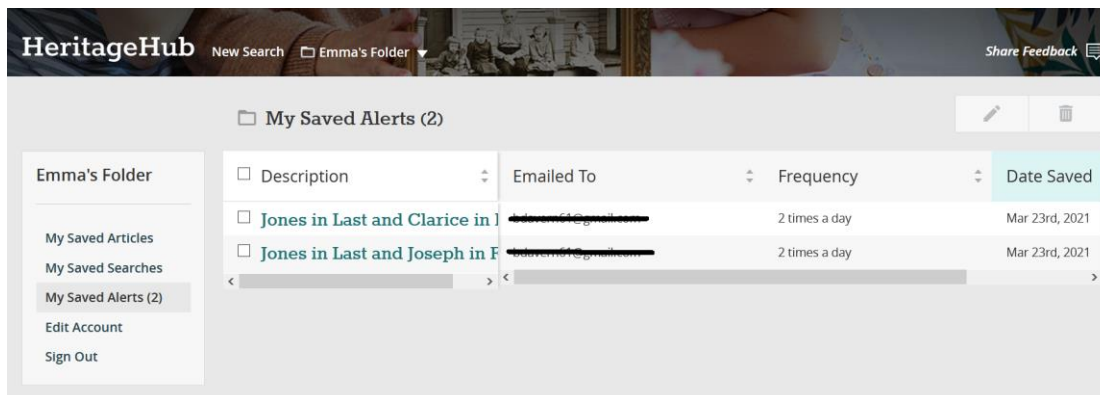 HeritageHub New Search Emma's Folder Share Feedback
My Saved Alerts (2)
Emma's Folder
My Saved Articles
My Saved Searches
My Saved Alerts (2)
Edit Account
Sign Out
Description Emailed To Frequency Date Saved
Jones in Last and Clarice in 2 times a day Mar 23rd, 2021
Jones in Last and Joseph in 2 times a day Mar 23rd, 2021